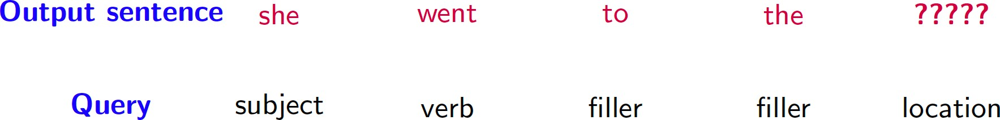 Output sentence she went to the ?????
Query subject verb filler filler location